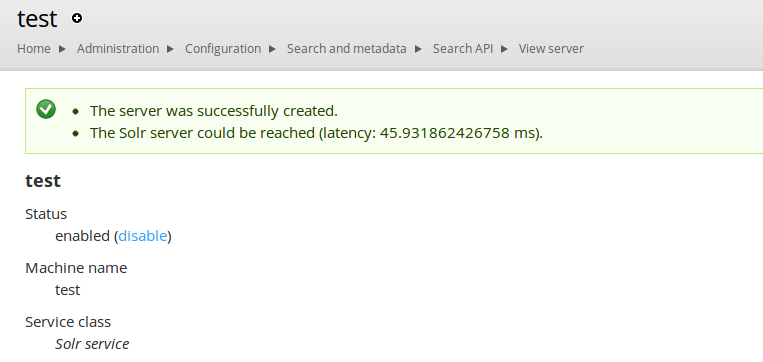 test
Home ▶ Administration ▶ Configuration ▶ Search and metadata ▶ Search API ▶ View server
• The server was successfully created.
• The Solr server could be reached (latency: 45.931862426758 ms).
test
Status
enabled (disable)
Machine name
test
Service class
Solr service